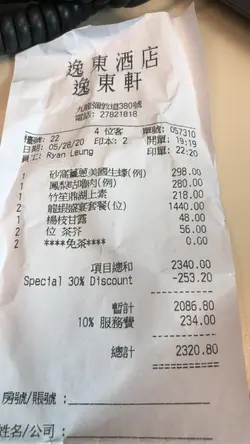 逸東酒店
逸東軒
九龍彌敦道380號
電話: 27821818
檯號: 22 4 位客 單號: 057310
日期: 05/28/20 印本: 2 開單: 19:19
員工: Ryan Leung 印單: 22:20
1 砂窩薑蔥美國生蠔(例) 298.00
1 鳳梨咕嚕肉(例) 280.00
1 竹笙鼎湖上素 218.00
2 龍蝦盛宴套餐(位) 1440.00
1 楊枝甘露 48.00
2 位 茶芥 56.00
2 ****免茶**** 0.00
項目總和 2340.00
Special 30% Discount -253.20
暫計 2086.80
10% 服務費 234.00
總計 2320.80
房號/賬號 :
姓名/公司 :